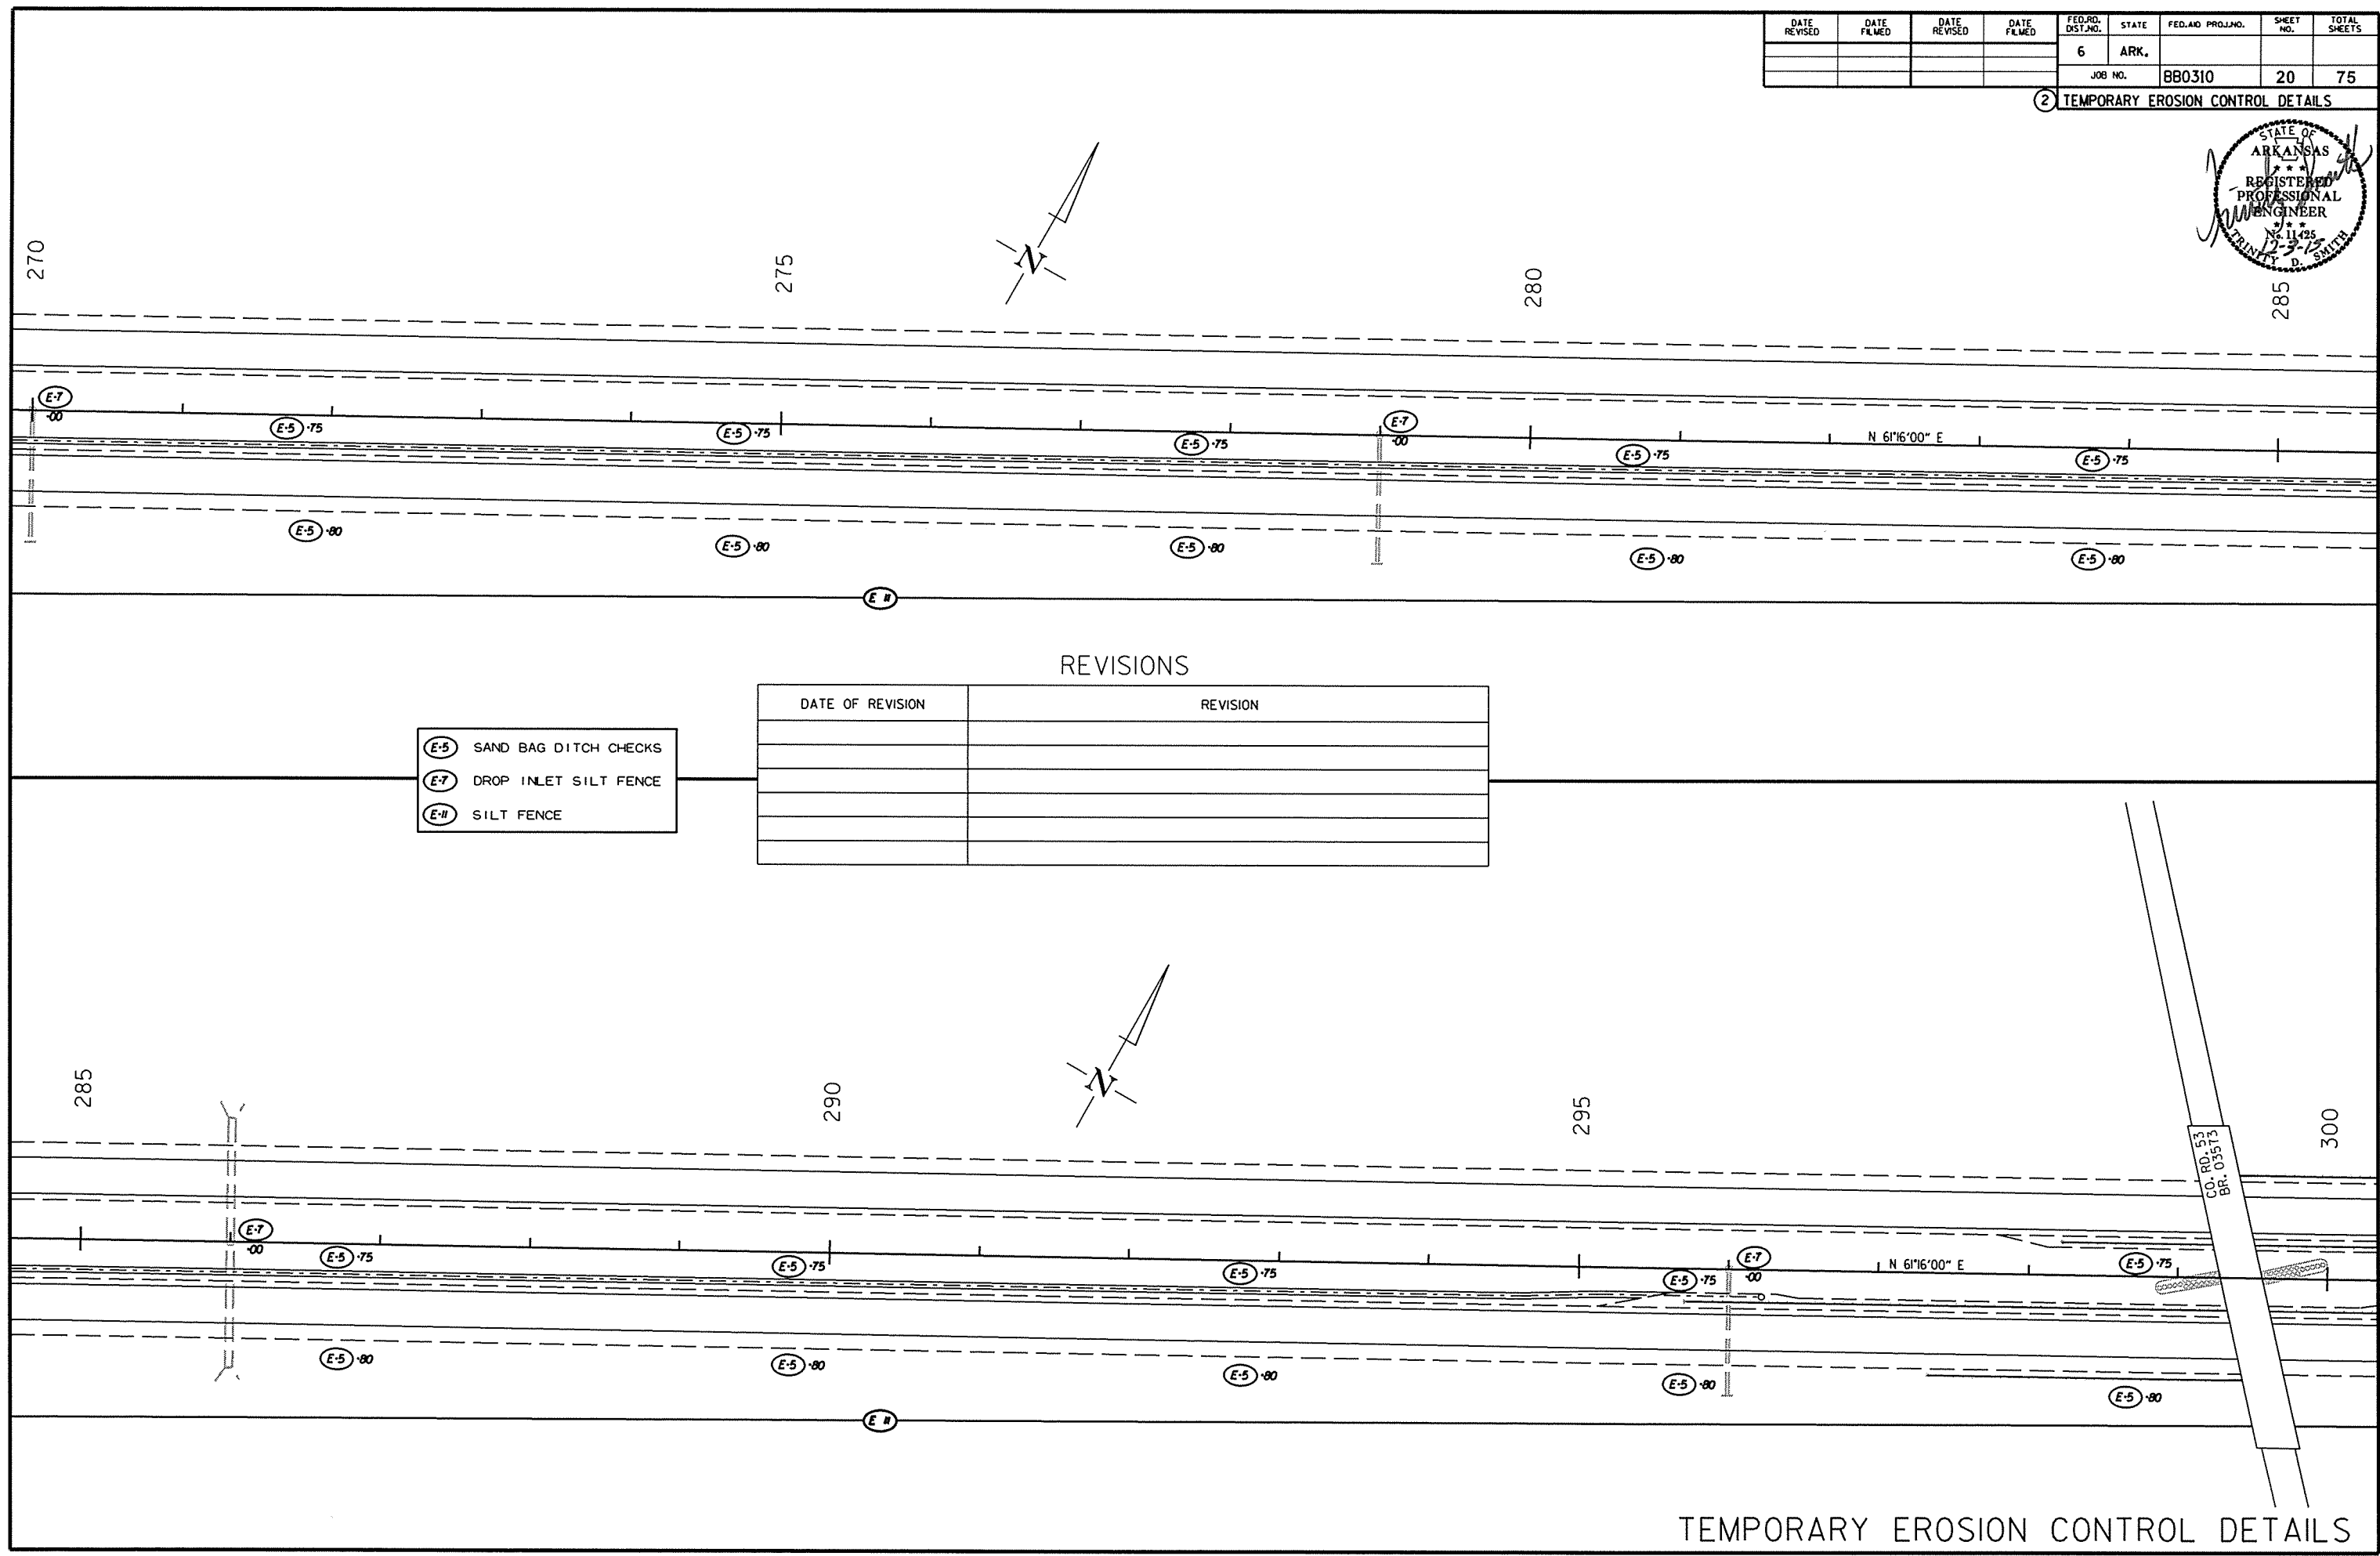 DATE REVISED
DATE FILMED
DATE REVISED
DATE FILMED
FED.RD. DIST.NO.
STATE
FED.AID PROJ.NO.
SHEET NO.
TOTAL SHEETS
6
ARK.
JOB NO.
BB0310
20
75
2 TEMPORARY EROSION CONTROL DETAILS
STATE OF
ARKANSAS
★ ★ ★
REGISTERED
PROFESSIONAL
ENGINEER
★ ★ ★
No. 11425
12-3-15
TRINITY D. SMITH
270
275
280
285
E-7
-00
E-5 -75
E-5 -75
E-5 -75
E-7
-00
E-5 -75
N 61°16'00" E
E-5 -75
E-5 -80
E-5 -80
E-5 -80
E-5 -80
E-5 -80
E 11
REVISIONS
DATE OF REVISION
REVISION
E-5 SAND BAG DITCH CHECKS
E-7 DROP INLET SILT FENCE
E-11 SILT FENCE
285
290
295
300
CO. RD. 53
BR. 03573
E-7
-00
E-5 -75
E-5 -75
E-5 -75
E-5 -75
E-7
-00
N 61°16'00" E
E-5 -75
E-5 -80
E-5 -80
E-5 -80
E-5 -80
E-5 -80
E 11
N
N
TEMPORARY EROSION CONTROL DETAILS